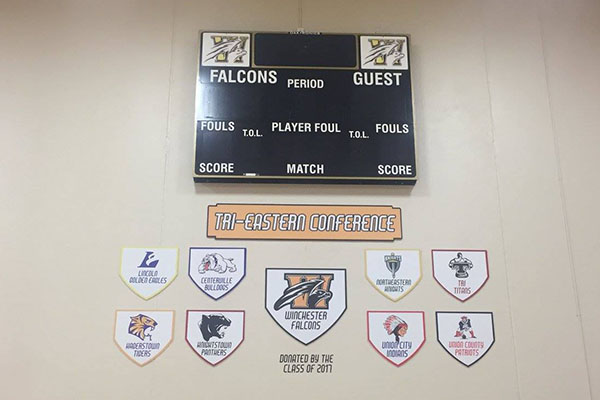 FALCONS
PERIOD
GUEST
FOULS
T.O.L.
PLAYER FOUL
T.O.L.
FOULS
SCORE
MATCH
SCORE
TRI-EASTERN CONFERENCE
LINCOLN
GOLDEN EAGLES
CENTERVILLE
BULLDOGS
W
WINCHESTER
FALCONS
NORTHEASTERN
KNIGHTS
TRI
TITANS
HAGERSTOWN
TIGERS
KNIGHTSTOWN
PANTHERS
UNION CITY
INDIANS
UNION COUNTY
PATRIOTS
DONATED BY THE
CLASS OF 2017